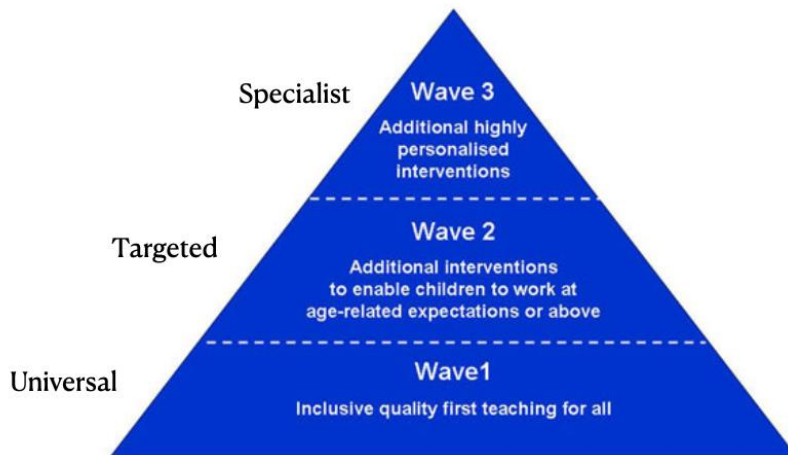 Specialist
Wave 3
Additional highly
personalised
interventions
Targeted
Wave 2
Additional interventions
to enable children to work at
age-related expectations or above
Universal
Wave1
Inclusive quality first teaching for all